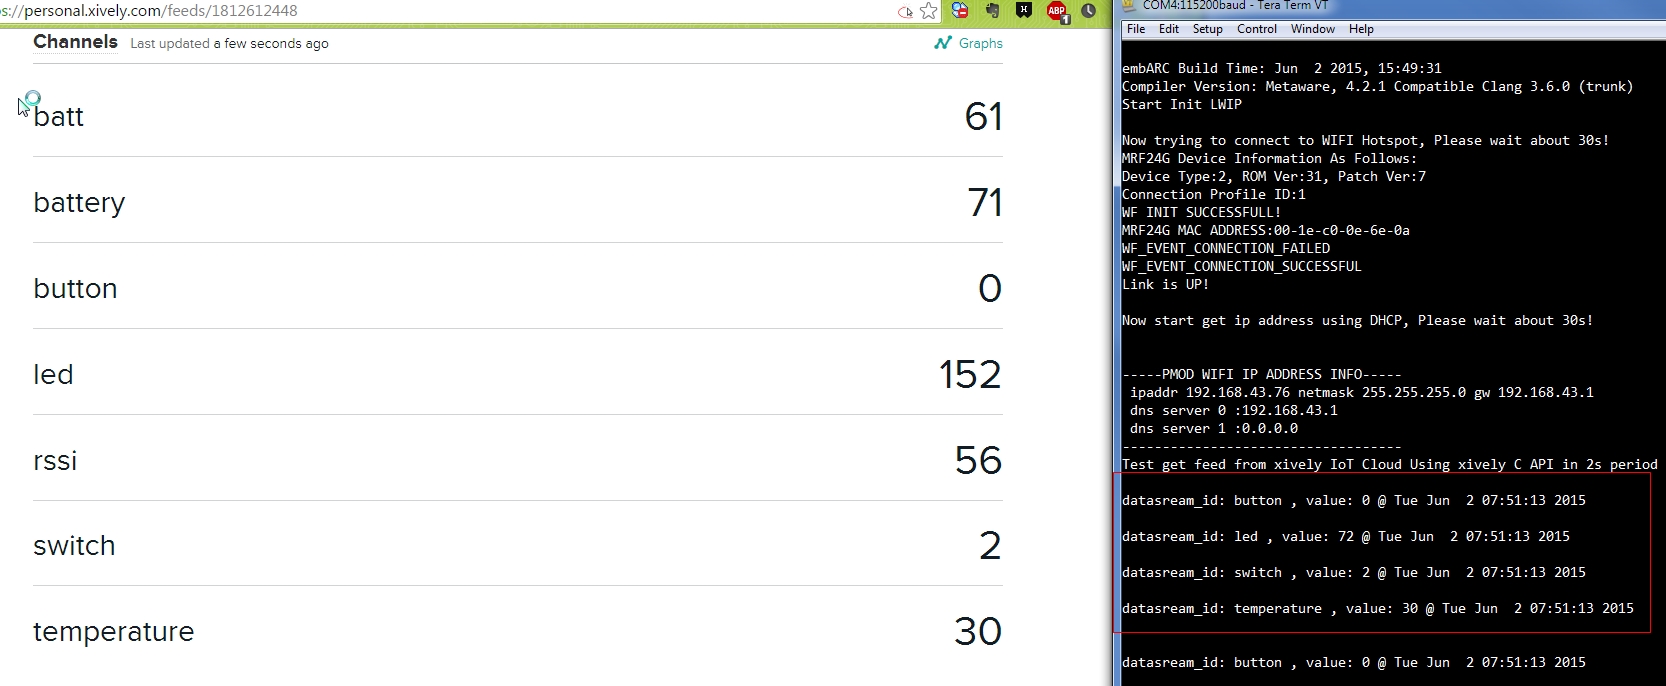 s://personal.xively.com/feeds/1812612448
ABP
1
Channels Last updated a few seconds ago Graphs
batt 61
battery 71
button 0
led 152
rssi 56
switch 2
temperature 30
COM4:115200baud - Tera Term VT
File Edit Setup Control Window Help
embARC Build Time: Jun  2 2015, 15:49:31
Compiler Version: Metaware, 4.2.1 Compatible Clang 3.6.0 (trunk)
Start Init LWIP
Now trying to connect to WIFI Hotspot, Please wait about 30s!
MRF24G Device Information As Follows:
Device Type:2, ROM Ver:31, Patch Ver:7
Connection Profile ID:1
WF INIT SUCCESSFULL!
MRF24G MAC ADDRESS:00-1e-c0-0e-6e-0a
WF_EVENT_CONNECTION_FAILED
WF_EVENT_CONNECTION_SUCCESSFUL
Link is UP!
Now start get ip address using DHCP, Please wait about 30s!
-----PMOD WIFI IP ADDRESS INFO-----
ipaddr 192.168.43.76 netmask 255.255.255.0 gw 192.168.43.1
dns server 0 :192.168.43.1
dns server 1 :0.0.0.0
-----------------------------------
Test get feed from xively IoT Cloud Using xively C API in 2s period
datasream_id: button , value: 0 @ Tue Jun  2 07:51:13 2015
datasream_id: led , value: 72 @ Tue Jun  2 07:51:13 2015
datasream_id: switch , value: 2 @ Tue Jun  2 07:51:13 2015
datasream_id: temperature , value: 30 @ Tue Jun  2 07:51:13 2015
datasream_id: button , value: 0 @ Tue Jun  2 07:51:13 2015